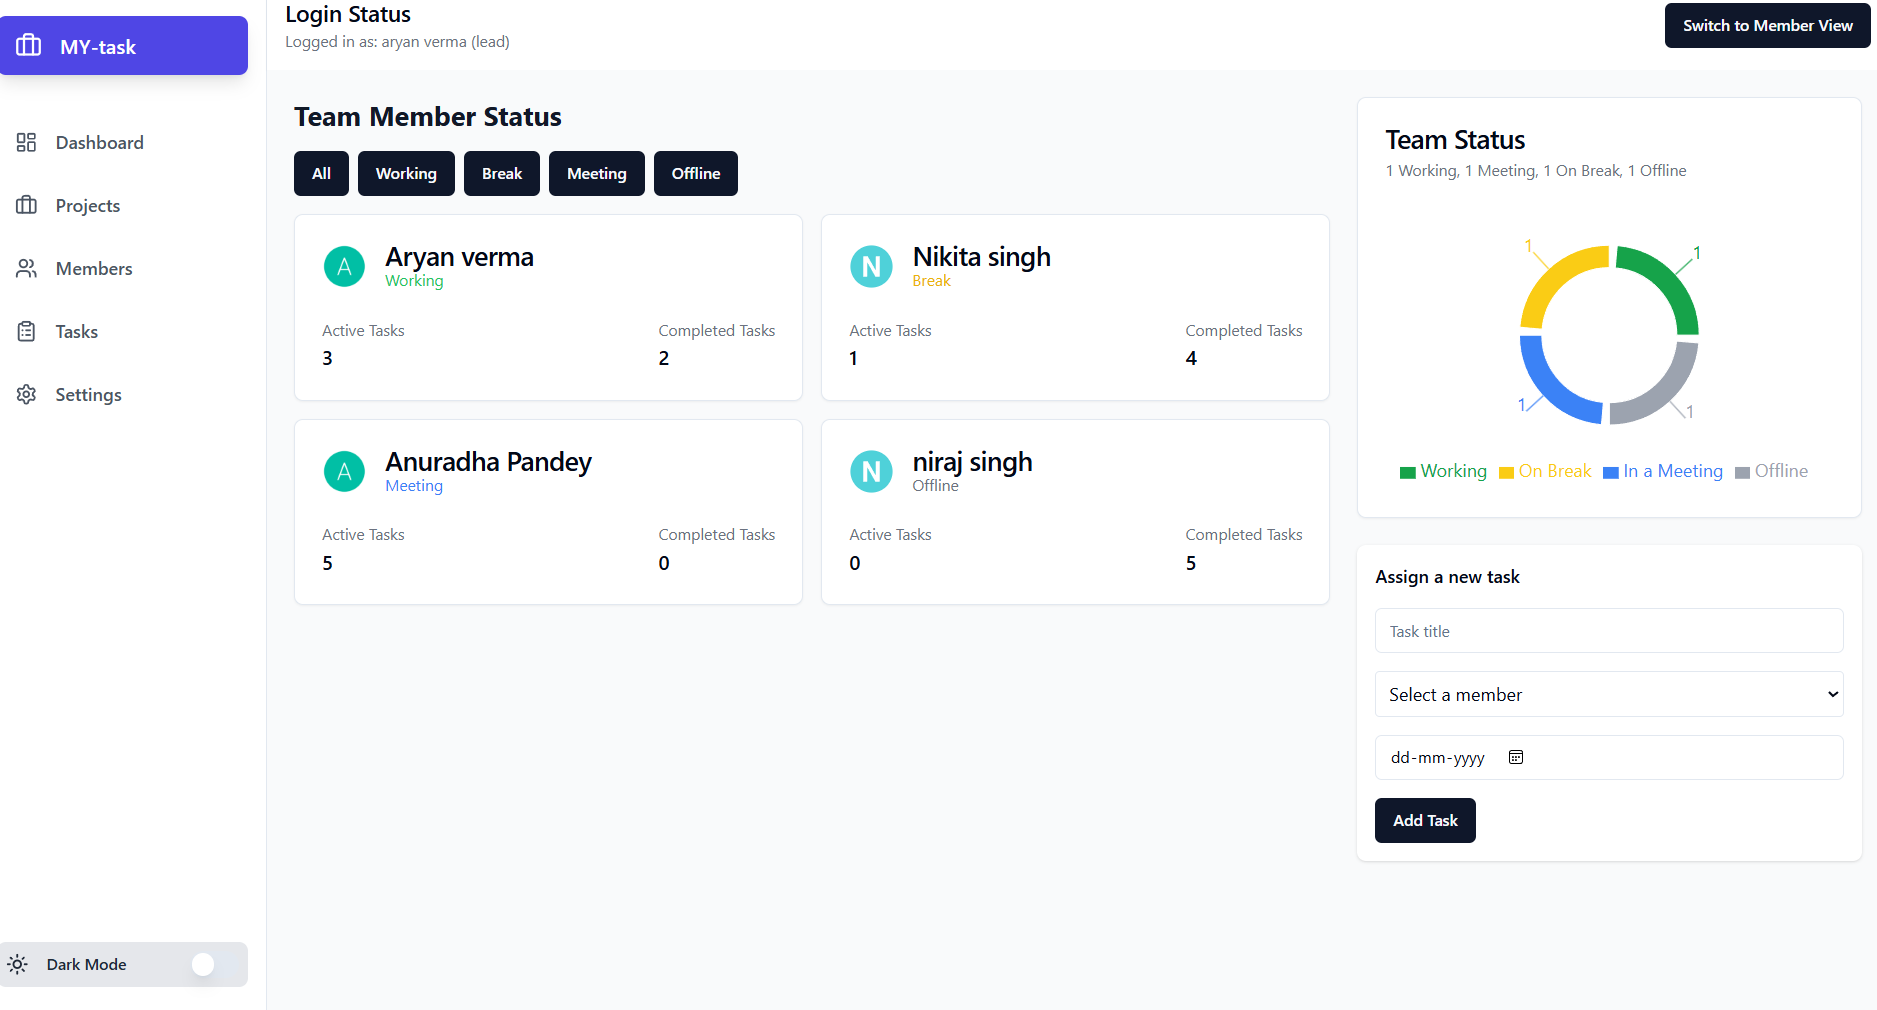 MY-task
Dashboard
Projects
Members
Tasks
Settings
Dark Mode
Login Status
Logged in as: aryan verma (lead)
Switch to Member View
Team Member Status
All Working Break Meeting Offline
A Aryan verma
Working
Active Tasks Completed Tasks
3 2
N Nikita singh
Break
Active Tasks Completed Tasks
1 4
A Anuradha Pandey
Meeting
Active Tasks Completed Tasks
5 0
N niraj singh
Offline
Active Tasks Completed Tasks
0 5
Team Status
1 Working, 1 Meeting, 1 On Break, 1 Offline
1 1
1 1
Working On Break In a Meeting Offline
Assign a new task
Task title
Select a member
dd-mm-yyyy
Add Task